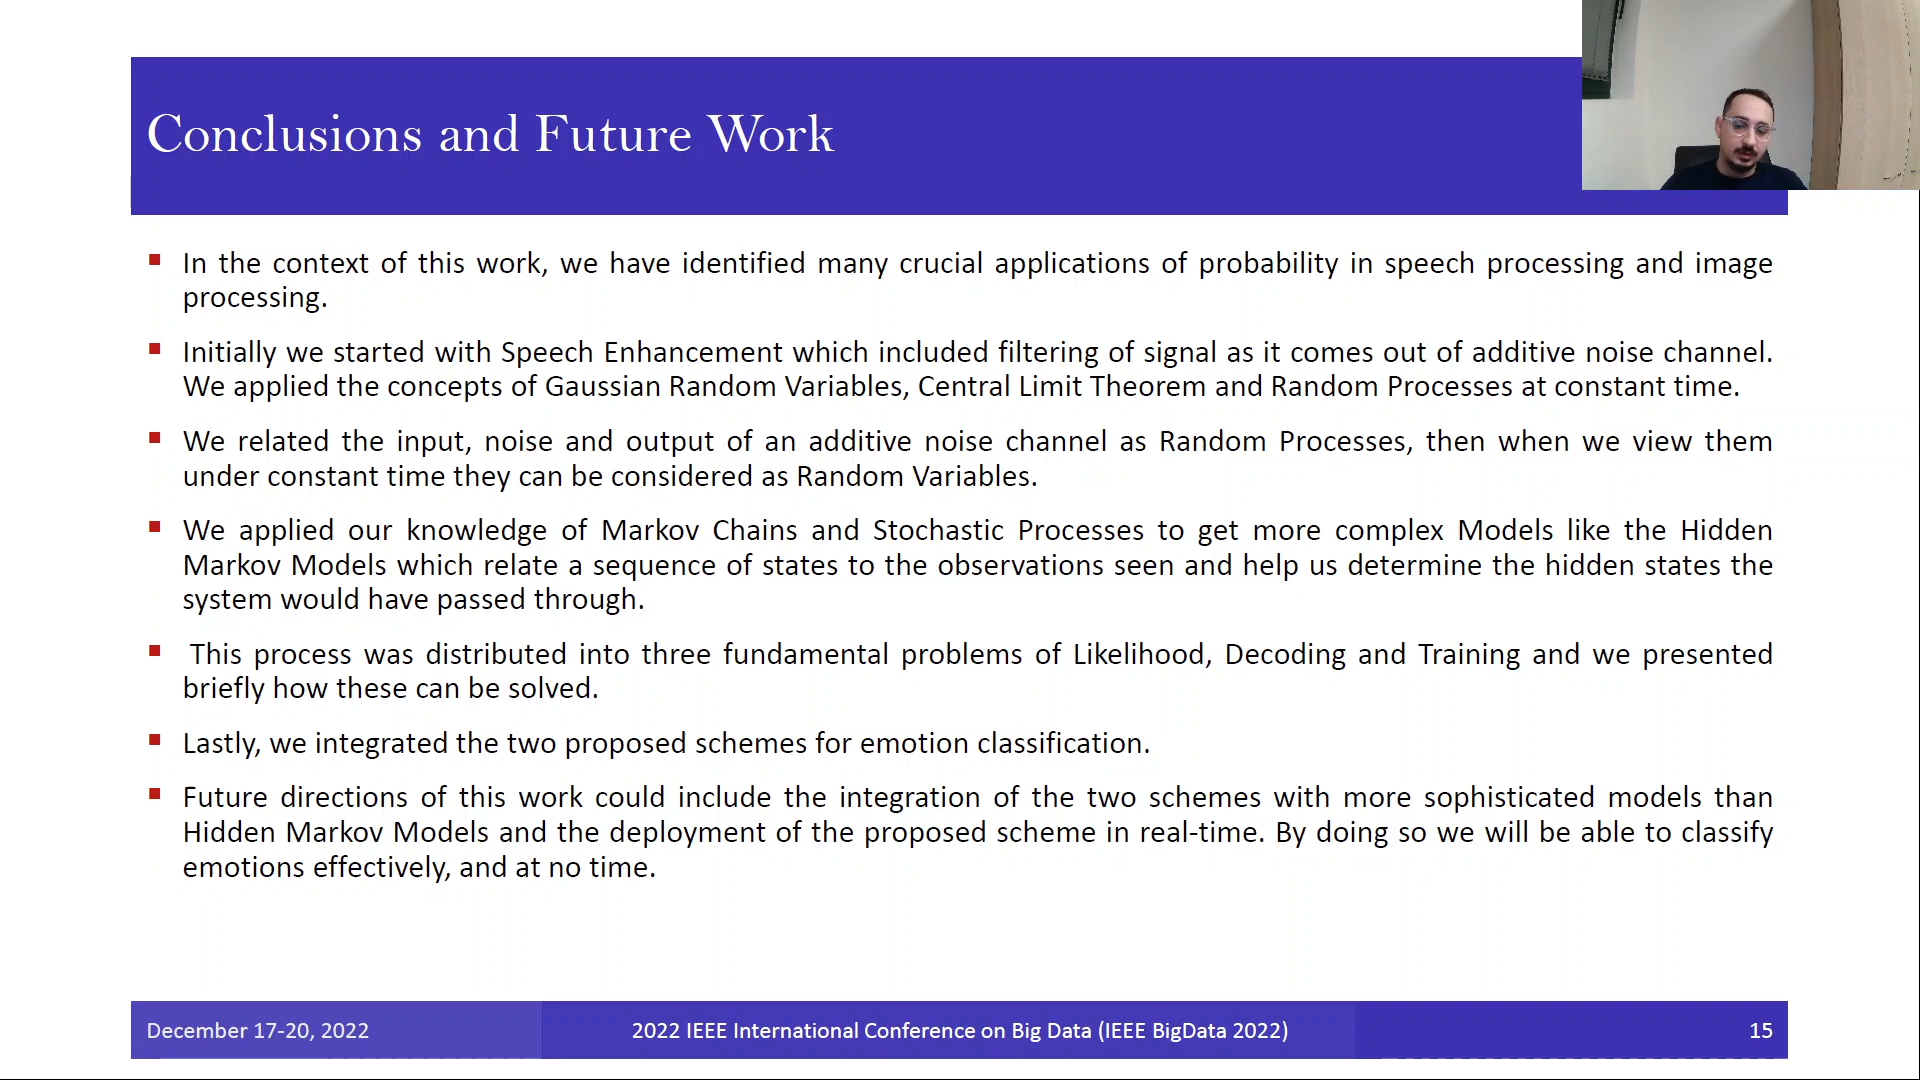 Conclusions and Future Work
In the context of this work, we have identified many crucial applications of probability in speech processing and image
processing.
Initially we started with Speech Enhancement which included filtering of signal as it comes out of additive noise channel.
We applied the concepts of Gaussian Random Variables, Central Limit Theorem and Random Processes at constant time.
We related the input, noise and output of an additive noise channel as Random Processes, then when we view them
under constant time they can be considered as Random Variables.
We applied our knowledge of Markov Chains and Stochastic Processes to get more complex Models like the Hidden
Markov Models which relate a sequence of states to the observations seen and help us determine the hidden states the
system would have passed through.
This process was distributed into three fundamental problems of Likelihood, Decoding and Training and we presented
briefly how these can be solved.
Lastly, we integrated the two proposed schemes for emotion classification.
Future directions of this work could include the integration of the two schemes with more sophisticated models than
Hidden Markov Models and the deployment of the proposed scheme in real-time. By doing so we will be able to classify
emotions effectively, and at no time.
December 17-20, 2022
2022 IEEE International Conference on Big Data (IEEE BigData 2022)
15